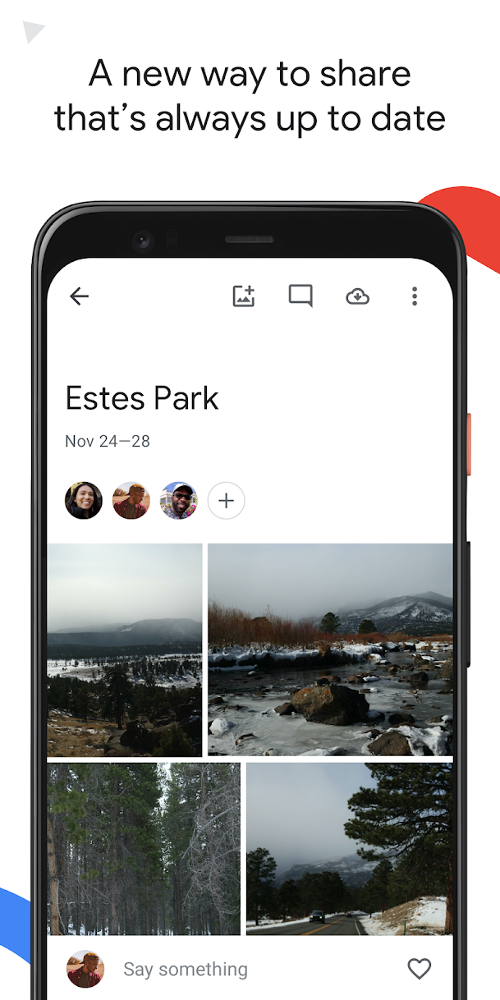 A new way to share
that’s always up to date
Estes Park
Nov 24—28
Say something